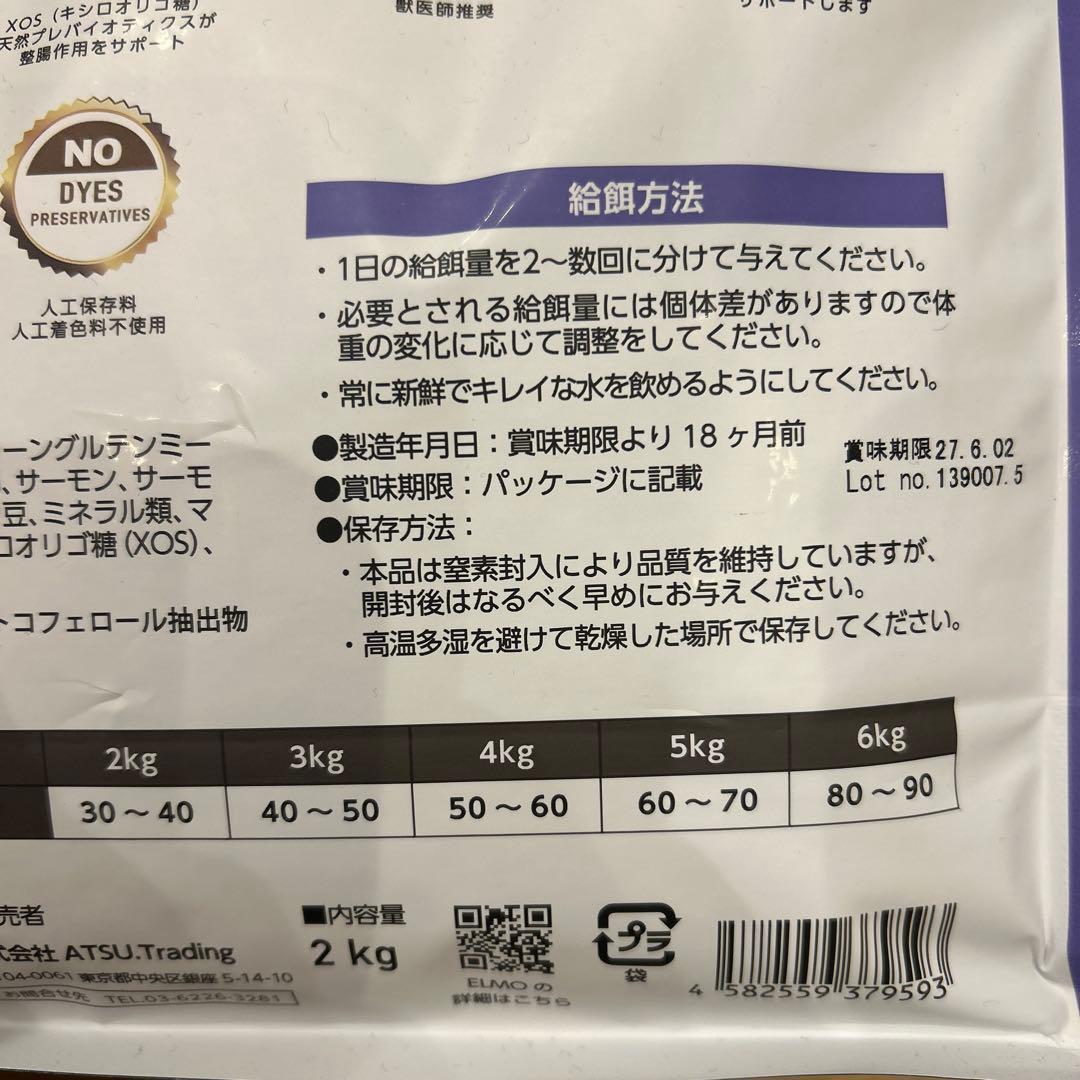 XOS（キシロオリゴ糖）
天然プレバイオティクスが
整腸作用をサポート
獣医師推奨
サポートします
NO
DYES
PRESERVATIVES
人工保存料
人工着色料不使用
給餌方法
・1日の給餌量を2〜数回に分けて与えてください。
・必要とされる給餌量には個体差がありますので体
重の変化に応じて調整をしてください。
・常に新鮮でキレイな水を飲めるようにしてください。
●製造年月日：賞味期限より 18 ヶ月前
●賞味期限：パッケージに記載
賞味期限27.6.02
Lot no.139007.5
●保存方法：
・本品は窒素封入により品質を維持していますが、
開封後はなるべく早めにお与えください。
・高温多湿を避けて乾燥した場所で保存してください。
ーングルテンミー
、サーモン、サーモ
豆、ミネラル類、マ
ロオリゴ糖（XOS）、
トコフェロール抽出物
2kg 3kg 4kg 5kg 6kg
30〜40 40〜50 50〜60 60〜70 80〜90
売者
式会社 ATSU.Trading
104-0061 東京都中央区銀座 5-14-10
お問合せ先 TEL.03-6226-3281
■内容量
2 kg
ELMO の
詳細はこちら
プラ
袋
4 582559 379593